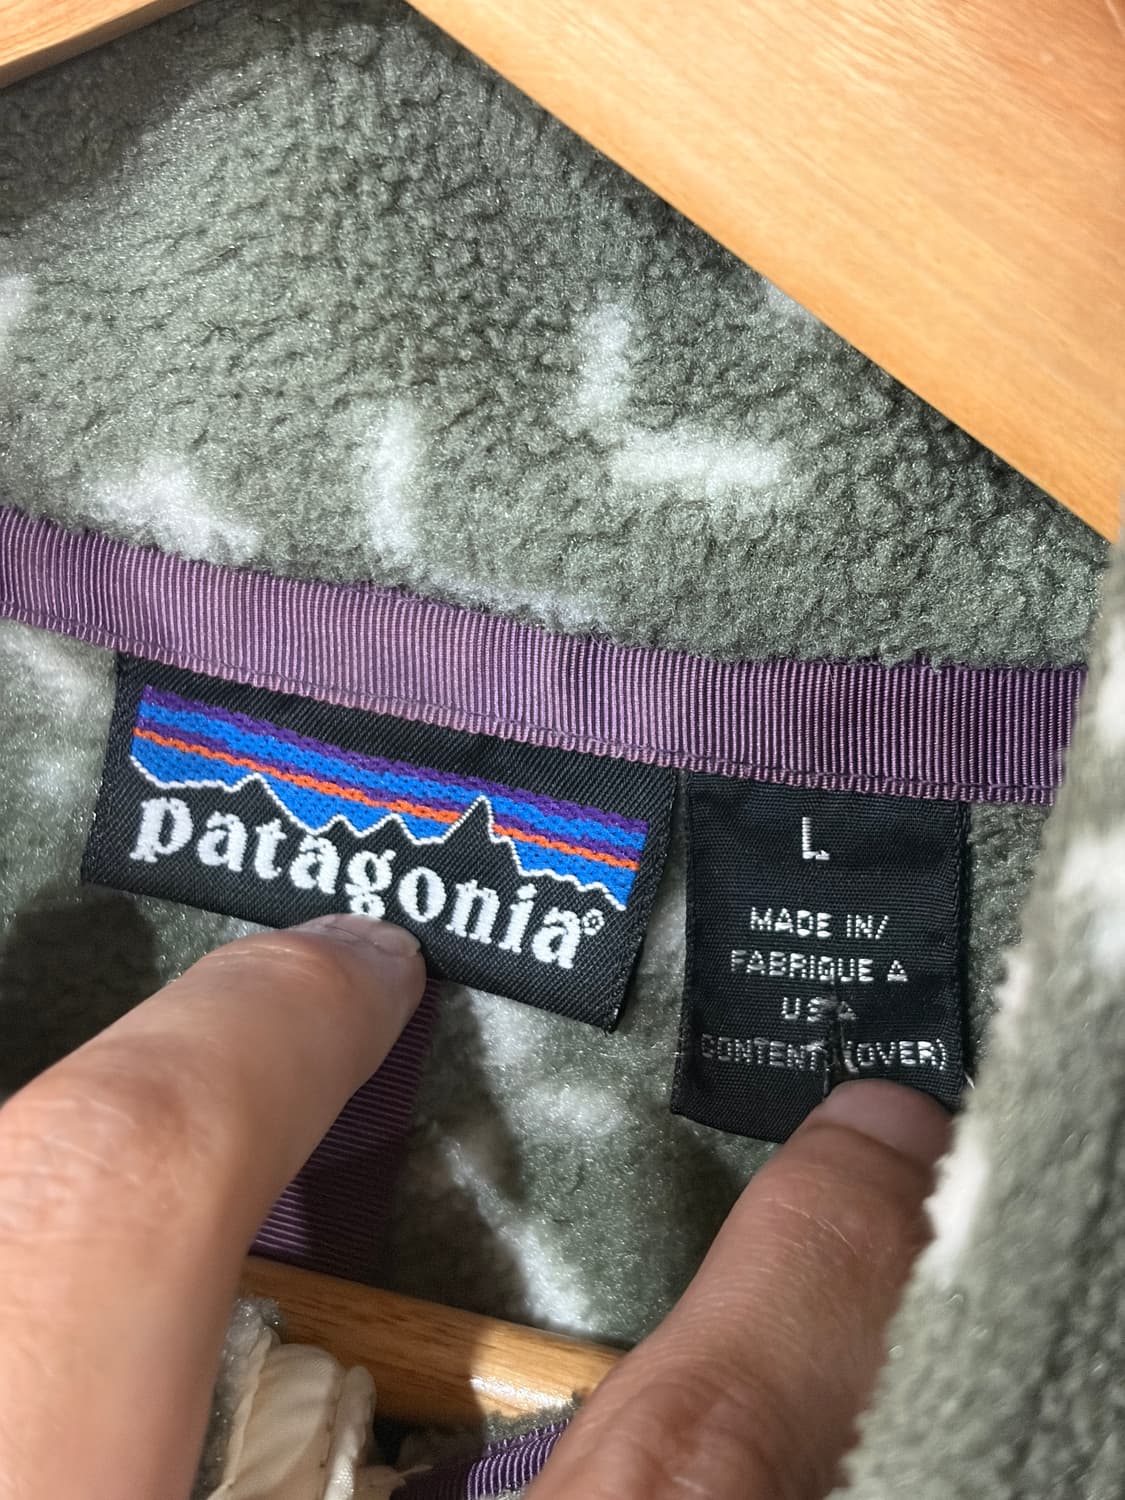 patagonia®
L
MADE IN/
FABRIQUE A
USA
CONTENT (OVER)